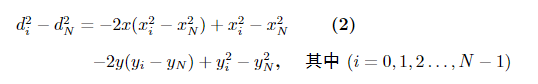 d_i^2 − d_N^2 = −2x(x_i^2 − x_N^2) + x_i^2 − x_N^2 (2)
−2y(y_i − y_N) + y_i^2 − y_N^2， 其中 (i = 0, 1, 2 . . . , N − 1)